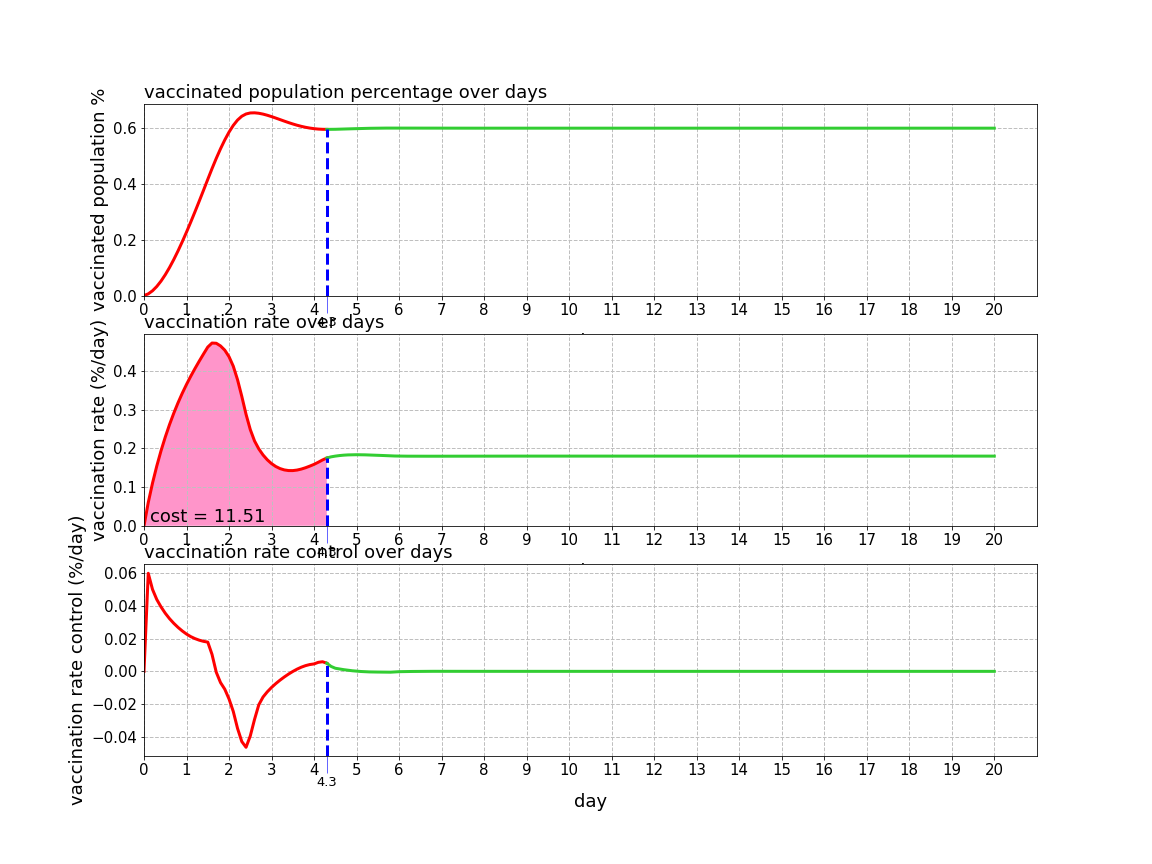 vaccinated population percentage over days
vaccinated population %
0.6
0.4
0.2
0.0
0 1 2 3 4 5 6 7 8 9 10 11 12 13 14 15 16 17 18 19 20
4.3
vaccination rate over days
vaccination rate (%/day)
0.4
0.3
0.2
0.1
0.0
cost = 11.51
0 1 2 3 4 5 6 7 8 9 10 11 12 13 14 15 16 17 18 19 20
4.3
vaccination rate control over days
vaccination rate control (%/day)
0.06
0.04
0.02
0.00
−0.02
−0.04
0 1 2 3 4 5 6 7 8 9 10 11 12 13 14 15 16 17 18 19 20
4.3
day